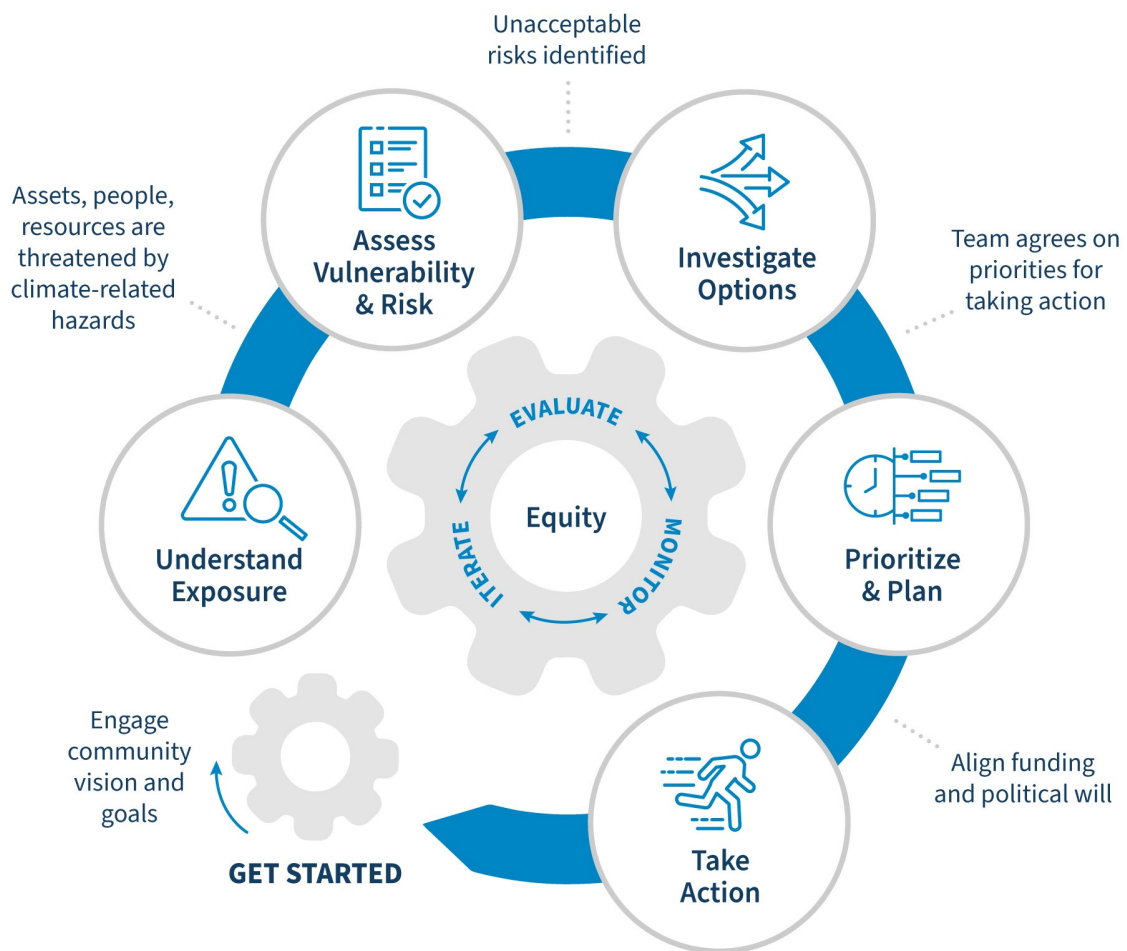 Unacceptable
risks identified
Assess
Vulnerability
& Risk
Investigate
Options
Assets, people,
resources are
threatened by
climate-related
hazards
Team agrees on
priorities for
taking action
EVALUATE
MONITOR
ITERATE
Equity
Understand
Exposure
Prioritize
& Plan
Engage
community
vision and
goals
GET STARTED
Take
Action
Align funding
and political will